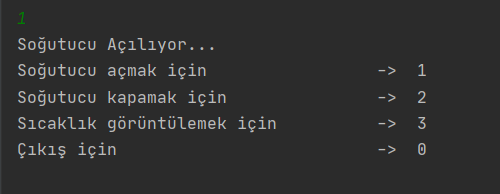 1
Soğutucu Açılıyor...
Soğutucu açmak için -> 1
Soğutucu kapamak için -> 2
Sıcaklık görüntülemek için -> 3
Çıkış için -> 0